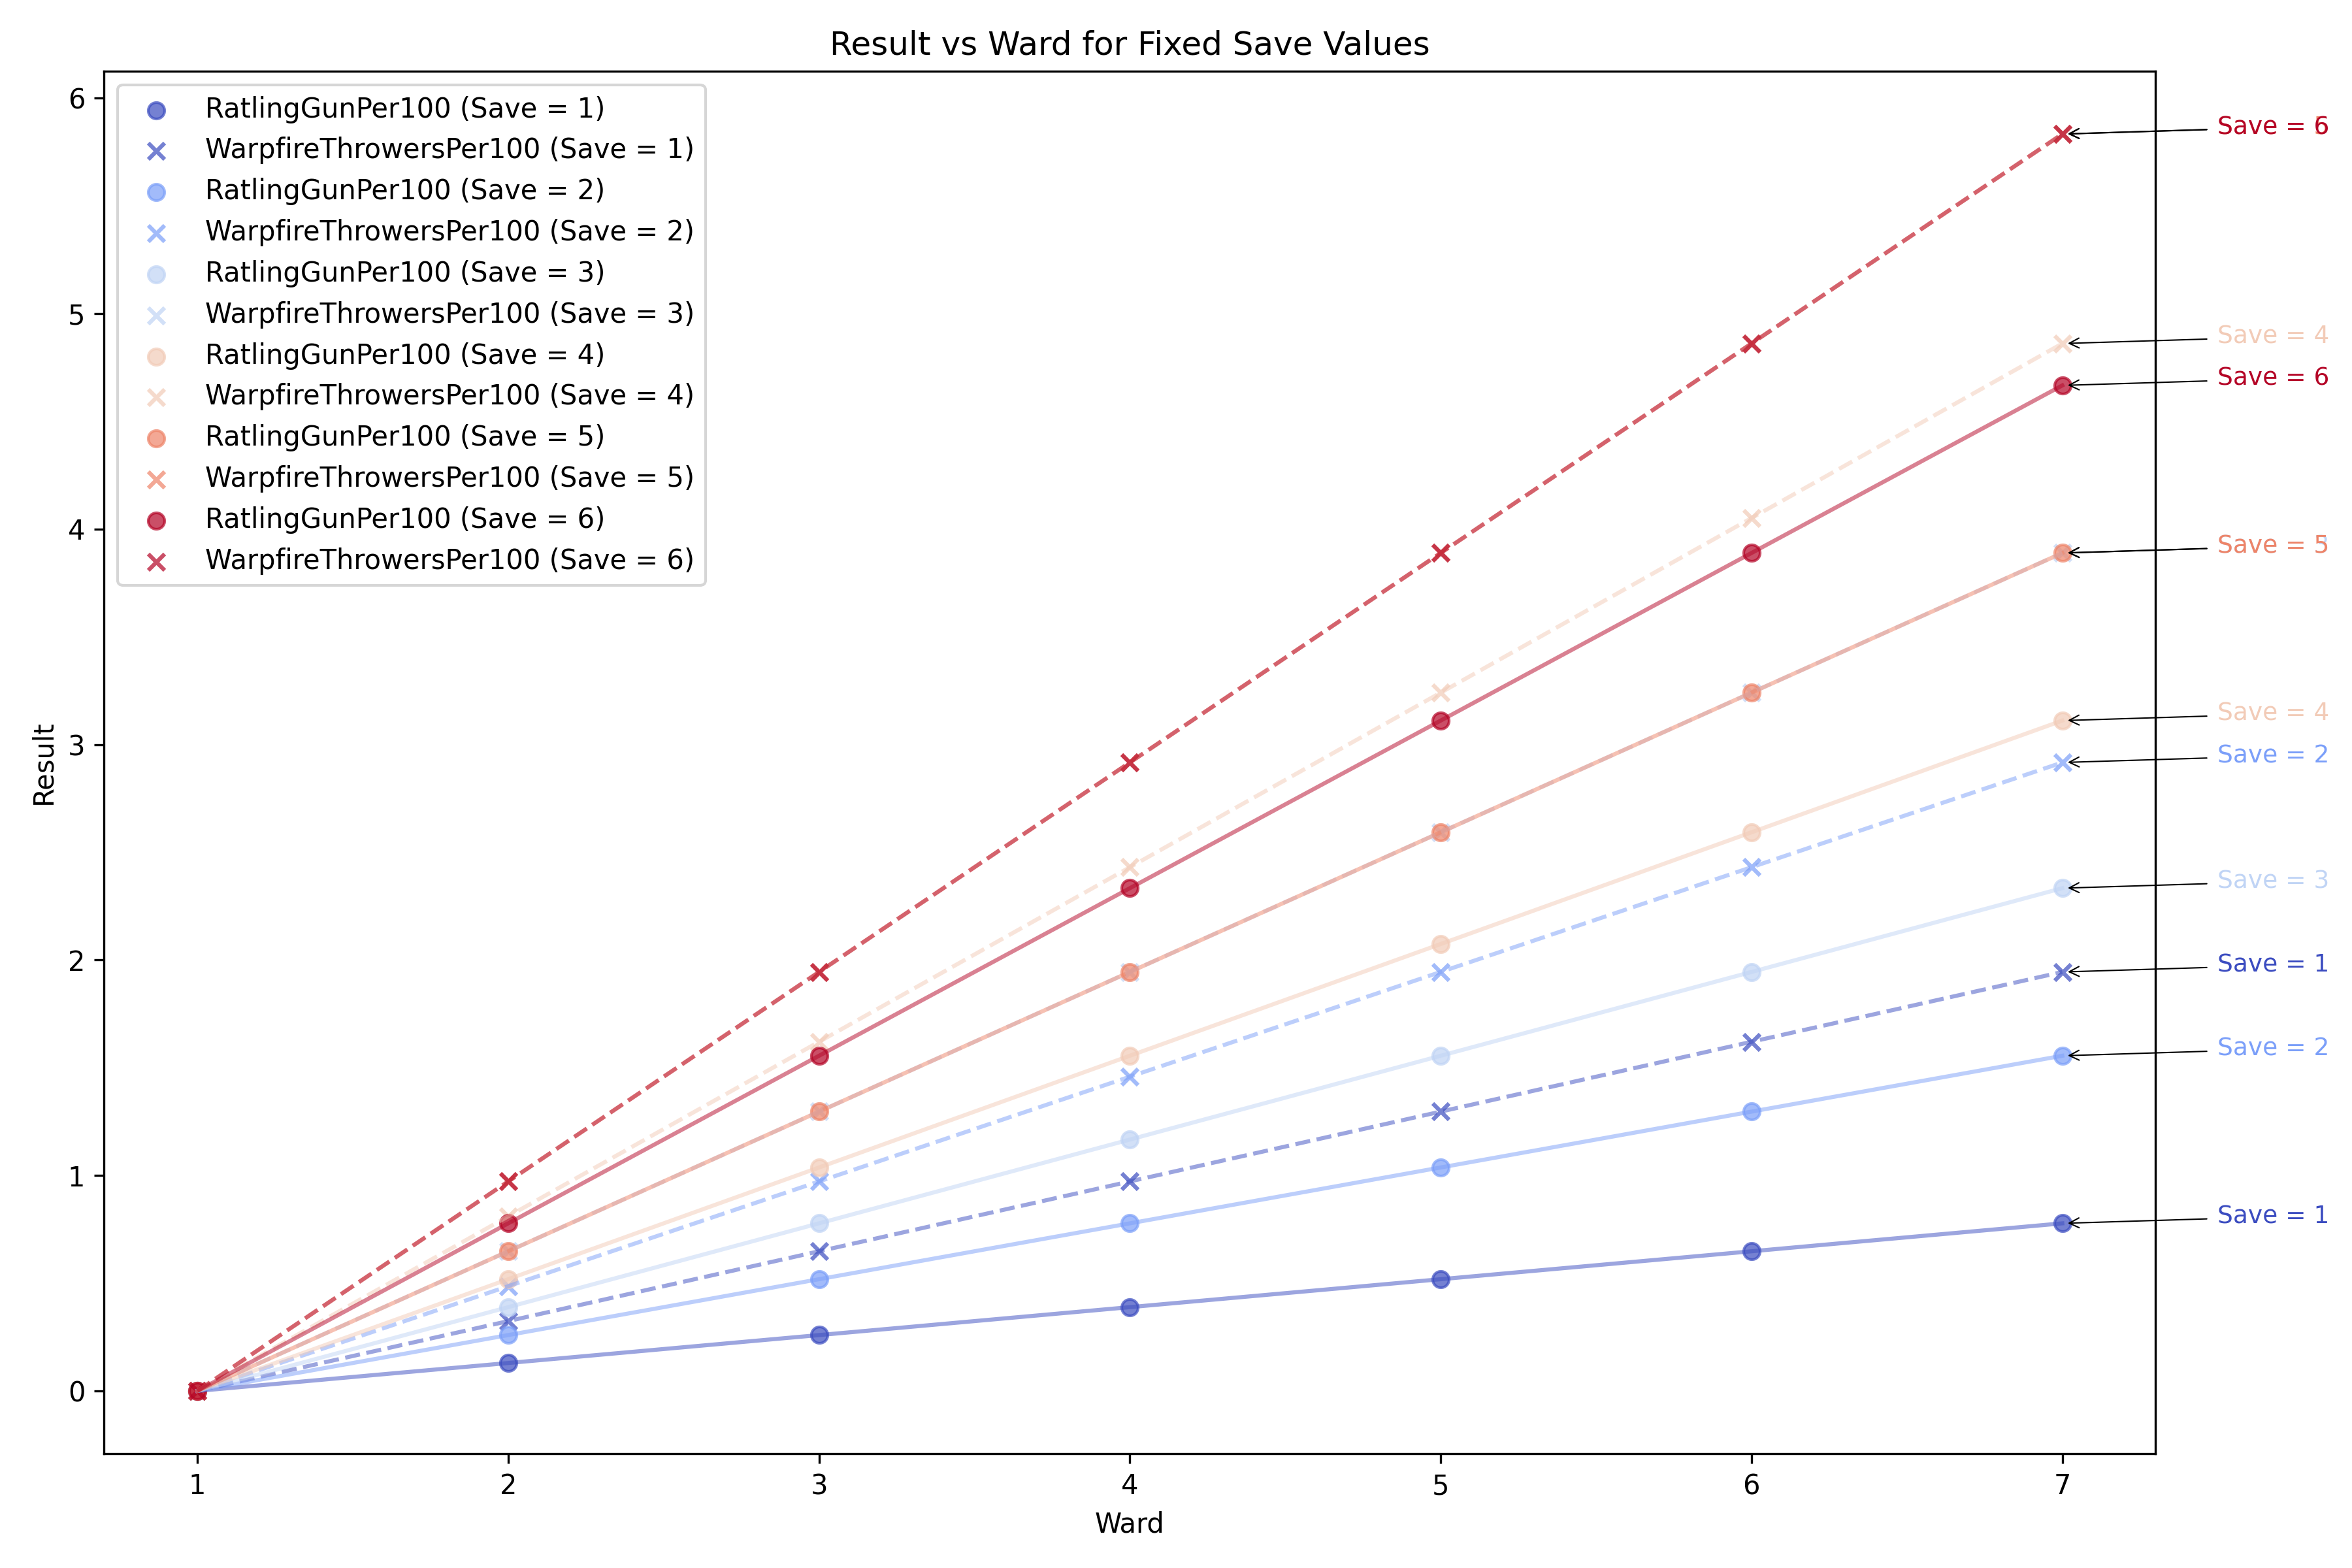 Result vs Ward for Fixed Save Values
RatlingGunPer100 (Save = 1)
WarpfireThrowersPer100 (Save = 1)
RatlingGunPer100 (Save = 2)
WarpfireThrowersPer100 (Save = 2)
RatlingGunPer100 (Save = 3)
WarpfireThrowersPer100 (Save = 3)
RatlingGunPer100 (Save = 4)
WarpfireThrowersPer100 (Save = 4)
RatlingGunPer100 (Save = 5)
WarpfireThrowersPer100 (Save = 5)
RatlingGunPer100 (Save = 6)
WarpfireThrowersPer100 (Save = 6)
6
5
4
3
2
1
0
Result
1 2 3 4 5 6 7
Ward
Save = 6
Save = 4
Save = 6
Save = 5
Save = 4
Save = 2
Save = 3
Save = 1
Save = 2
Save = 1